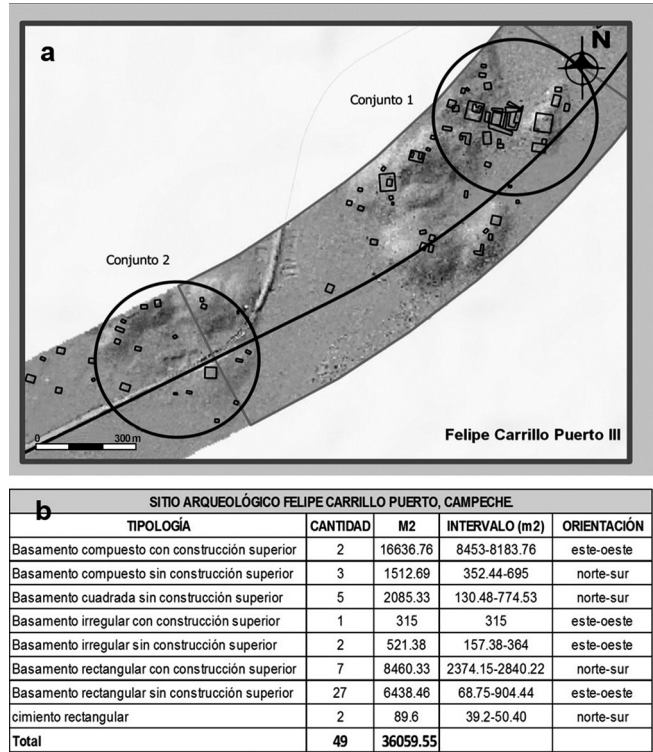 a
N
Conjunto 1
Conjunto 2
0 300 m
Felipe Carrillo Puerto III
b
SITIO ARQUEOLÓGICO FELIPE CARRILLO PUERTO, CAMPECHE.
TIPOLOGÍA CANTIDAD M2 INTERVALO (m2) ORIENTACIÓN
Basamento compuesto con construcción superior 2 16636.76 8453-8183.76 este-oeste
Basamento compuesto sin construcción superior 3 1512.69 352.44-695 norte-sur
Basamento cuadrada sin construcción superior 5 2085.33 130.48-774.53 norte-sur
Basamento irregular con construcción superior 1 315 315 este-oeste
Basamento irregular sin construcción superior 2 521.38 157.38-364 este-oeste
Basamento rectangular con construcción superior 7 8460.33 2374.15-2840.22 norte-sur
Basamento rectangular sin construcción superior 27 6438.46 68.75-904.44 este-oeste
cimiento rectangular 2 89.6 39.2-50.40 norte-sur
Total 49 36059.55